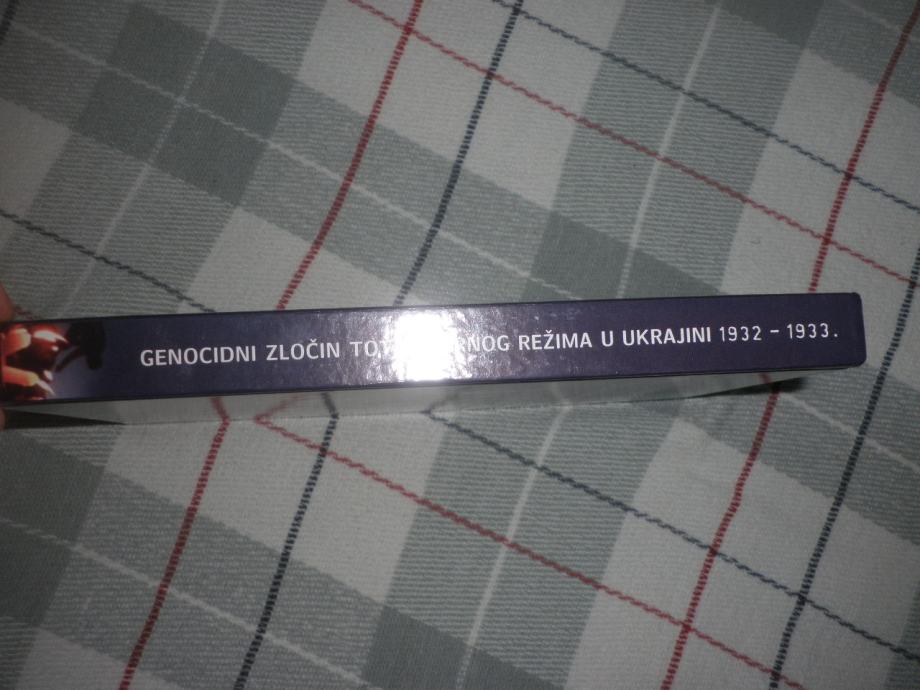 GENOCIDNI ZLOČIN REŽIMA U UKRAJINI 1932 – 1933.